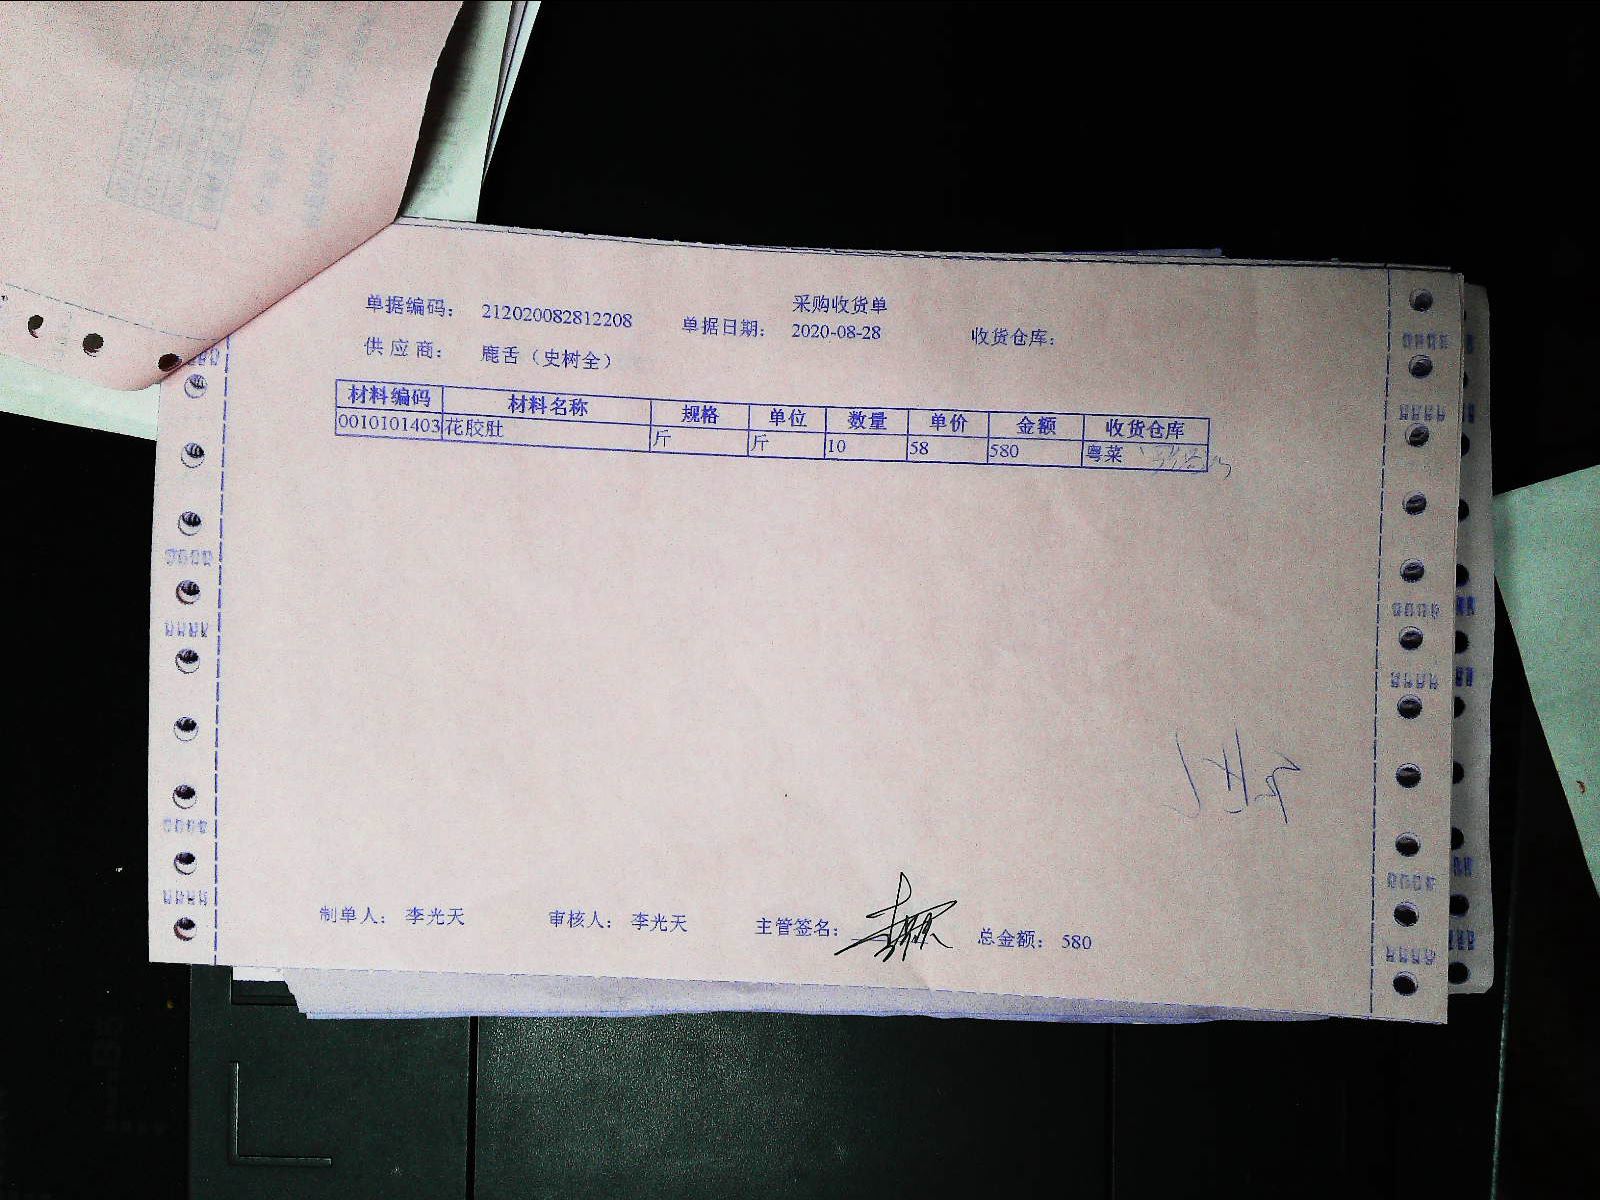 采购收货单
单据编码： 212020082812208 单据日期： 2020-08-28 收货仓库：
供应商： 鹿舌（史树全）
材料编码 材料名称 规格 单位 数量 单价 金额 收货仓库
0010101403 花胶肚 斤 斤 10 58 580 粤菜
制单人： 李光天 审核人： 李光天 主管签名： 总金额： 580